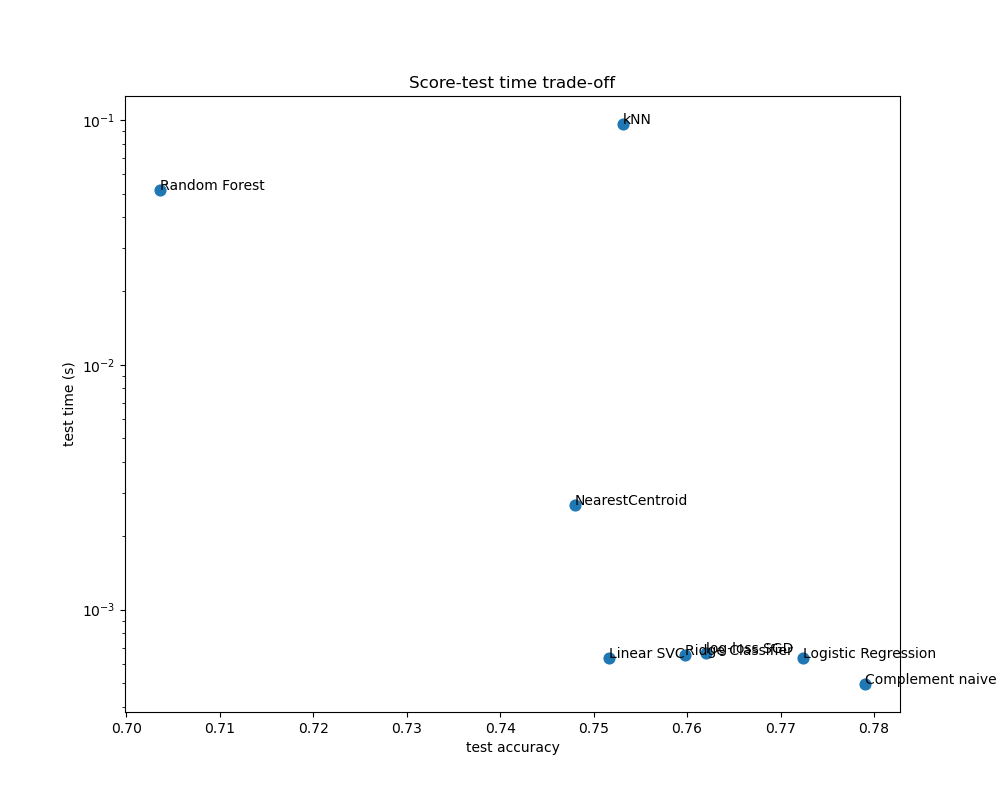 Score-test time trade-off
10⁻¹
kNN
Random Forest
10⁻²
test time (s)
NearestCentroid
10⁻³
log-loss SGD
Linear SVC
Ridge Classifier
Logistic Regression
Complement naive
0.70 0.71 0.72 0.73 0.74 0.75 0.76 0.77 0.78
test accuracy